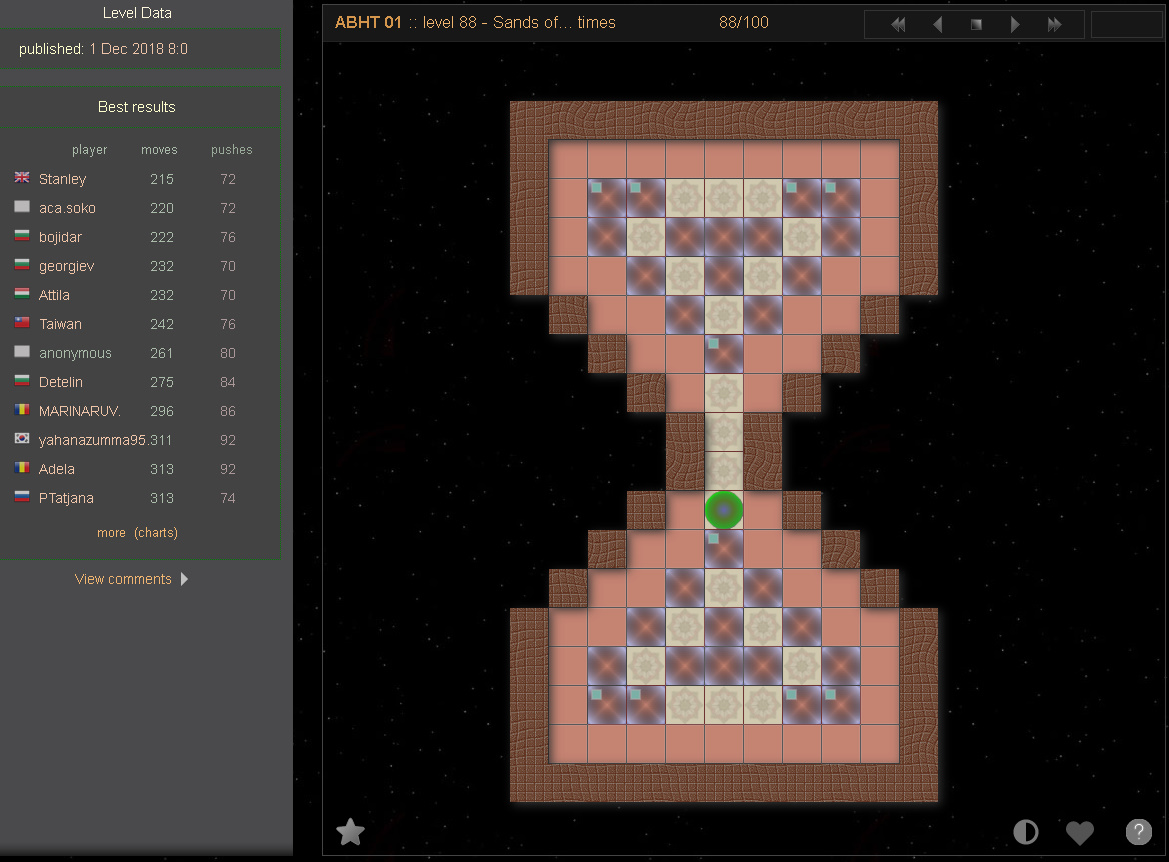 Level Data
published: 1 Dec 2018 8:0
Best results
player moves pushes
Stanley 215 72
aca.soko 220 72
bojidar 222 76
georgiev 232 70
Attila 232 70
Taiwan 242 76
anonymous 261 80
Detelin 275 84
MARINARUV. 296 86
yahanazumma95. 311 92
Adela 313 92
PTatjana 313 74
more (charts)
View comments
ABHT 01 :: level 88 - Sands of... times 88/100
?